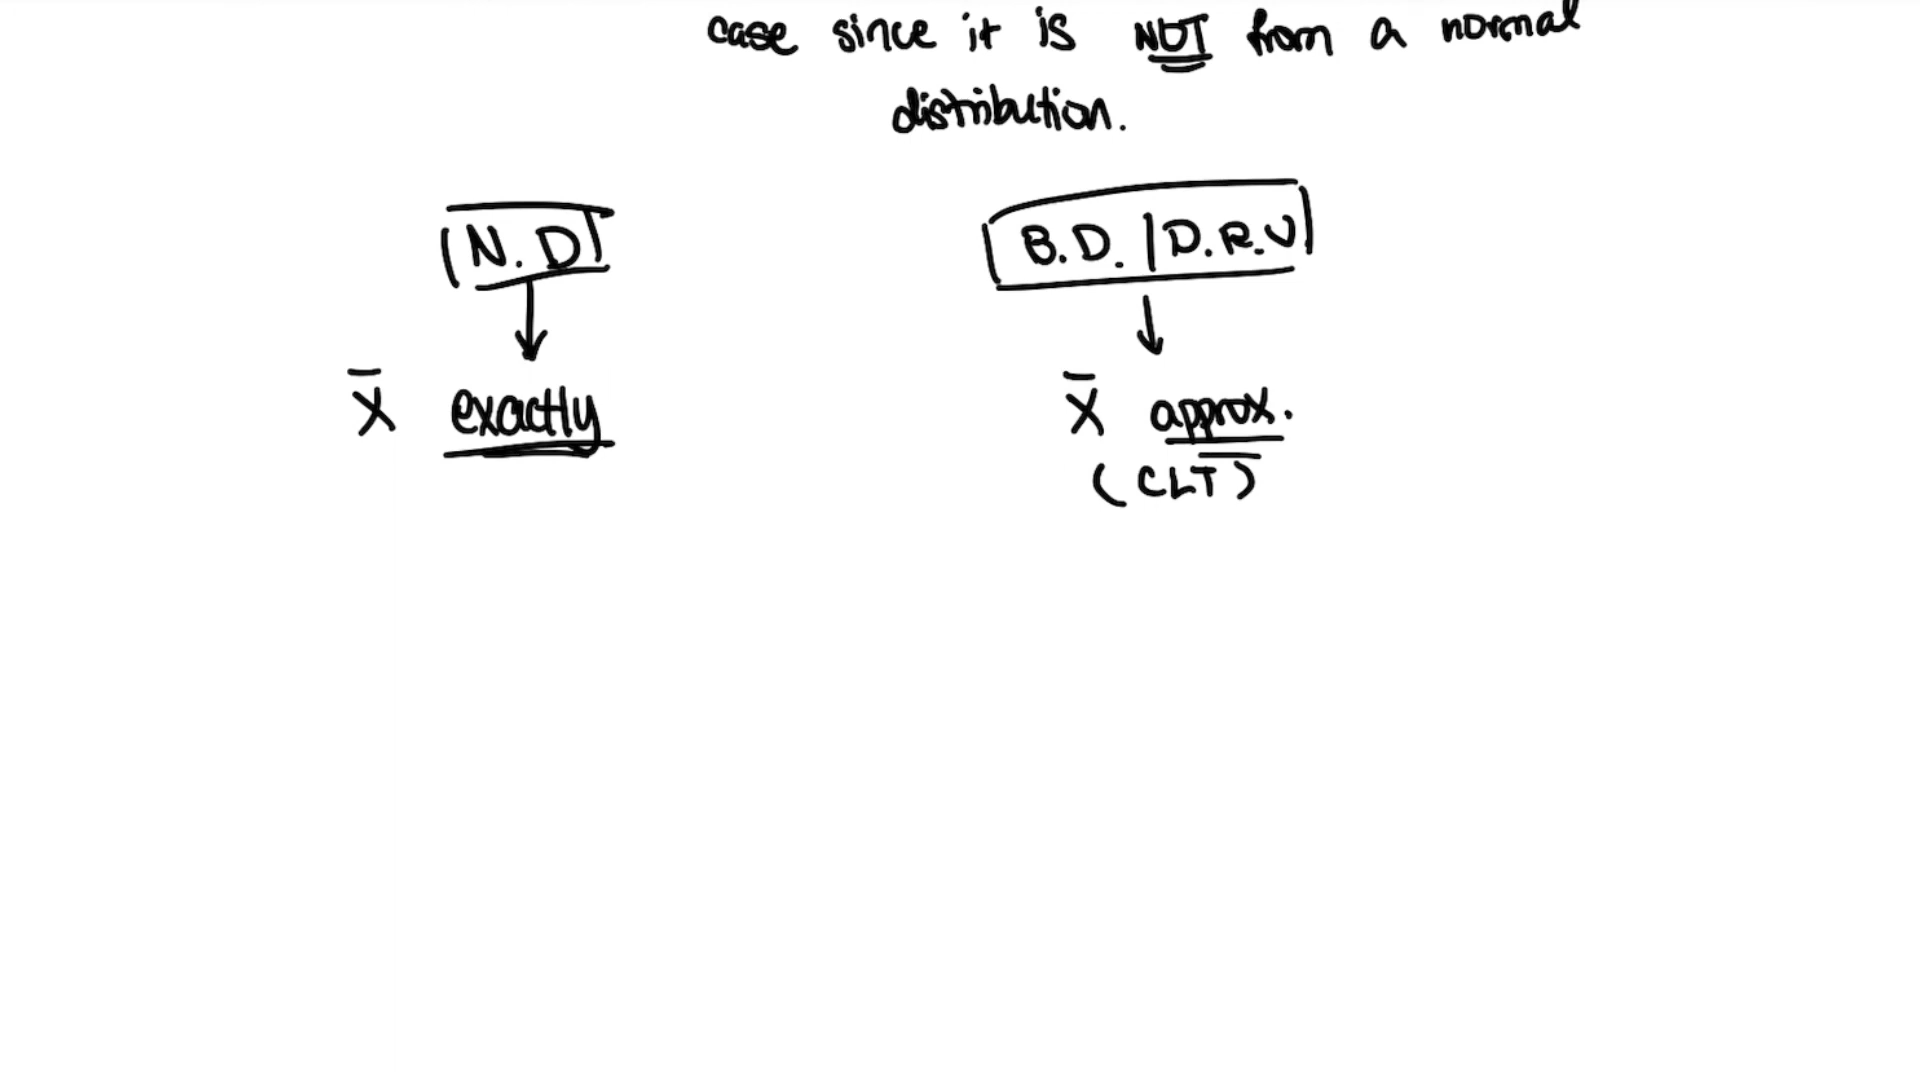 case since it is NOT from a normal
distribution.
N.D
B.D. | D.R.V
X̄ exactly
X̄ approx.
(CLT)